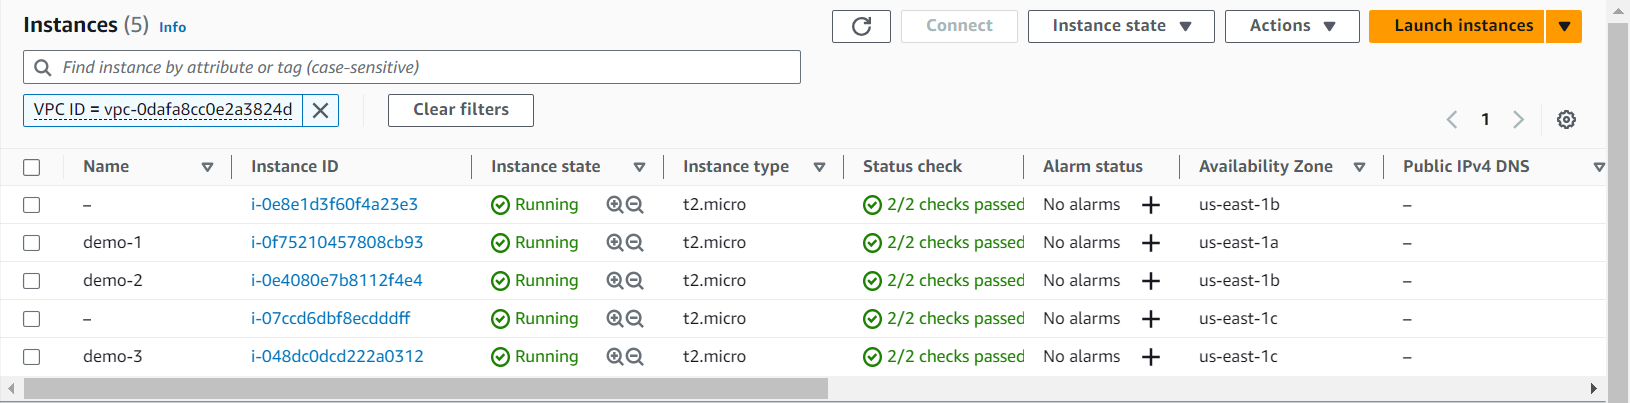 Instances (5) Info
Connect Instance state Actions Launch instances
Find instance by attribute or tag (case-sensitive)
VPC ID = vpc-0dafa8cc0e2a3824d Clear filters
1
Name Instance ID Instance state Instance type Status check Alarm status Availability Zone Public IPv4 DNS
– i-0e8e1d3f60f4a23e3 Running t2.micro 2/2 checks passed No alarms + us-east-1b –
demo-1 i-0f75210457808cb93 Running t2.micro 2/2 checks passed No alarms + us-east-1a –
demo-2 i-0e4080e7b8112f4e4 Running t2.micro 2/2 checks passed No alarms + us-east-1b –
– i-07ccd6dbf8ecdddff Running t2.micro 2/2 checks passed No alarms + us-east-1c –
demo-3 i-048dc0dcd222a0312 Running t2.micro 2/2 checks passed No alarms + us-east-1c –